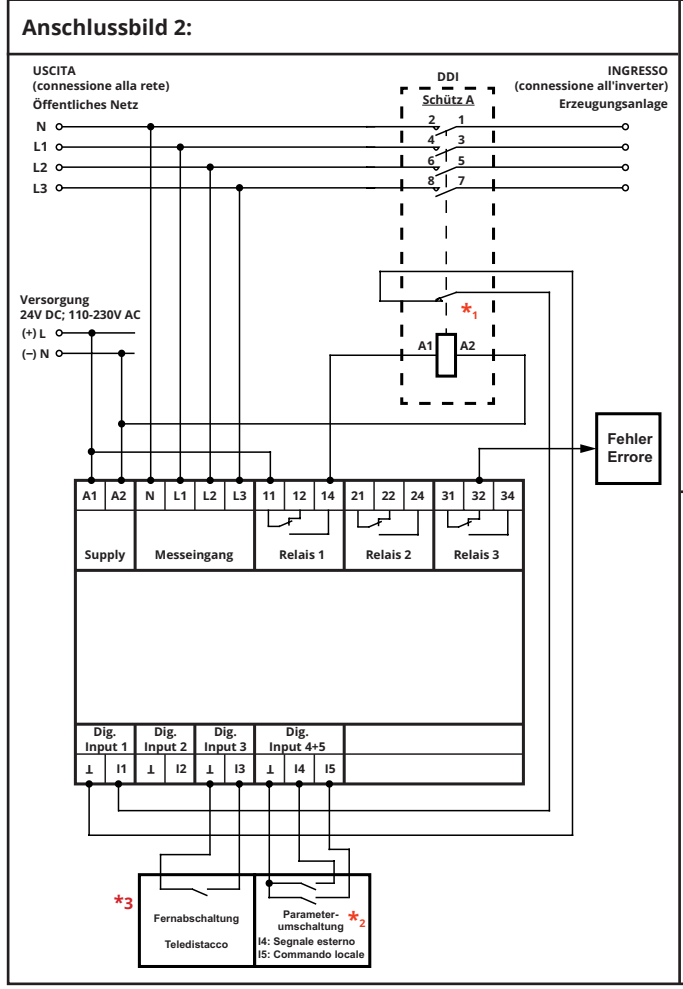 Anschlussbild 2:
USCITA
(connessione alla rete)
Öffentliches Netz
DDI
Schütz A
INGRESSO
(connessione all'inverter)
Erzeugungsanlage
N
2 1
L1
4 3
L2
6 5
L3
8 7
Versorgung
24V DC; 110-230V AC
(+) L
(−) N
*1
A1 A2
Fehler
Errore
A1 A2 N L1 L2 L3 11 12 14 21 22 24 31 32 34
Supply Messeingang Relais 1 Relais 2 Relais 3
Dig.
Input 1
Dig.
Input 2
Dig.
Input 3
Dig.
Input 4+5
⊥ I1 ⊥ I2 ⊥ I3 ⊥ I4 I5
*3
Fernabschaltung
Teledistacco
Parameter-
umschaltung
*2
I4: Segnale esterno
I5: Commando locale